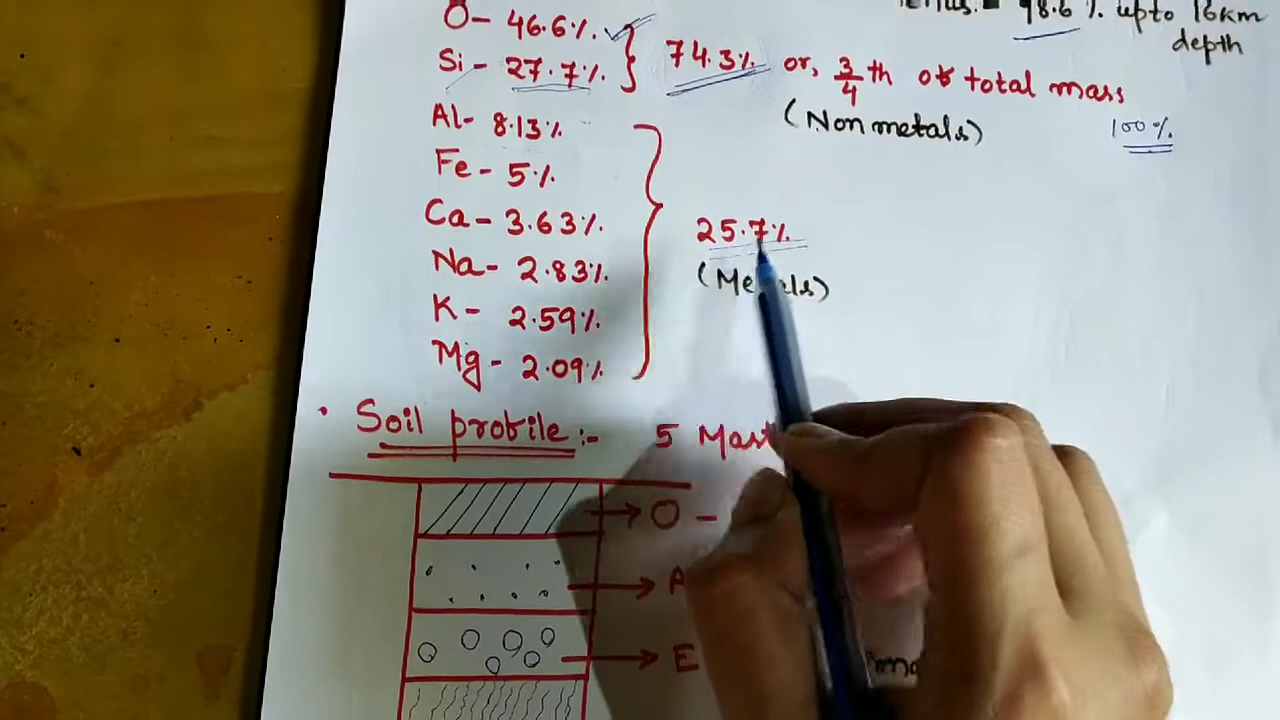 98.6% upto 16km
depth
O- 46.6%
Si- 27.7% 74.3% or, 3/4 th of total mass
(Non metals) 100%
Al- 8.13%
Fe- 5%
Ca- 3.63%
25.7%
Na- 2.83%
(Metals)
K- 2.59%
Mg- 2.09%
• Soil profile:- 5
O -
A
E